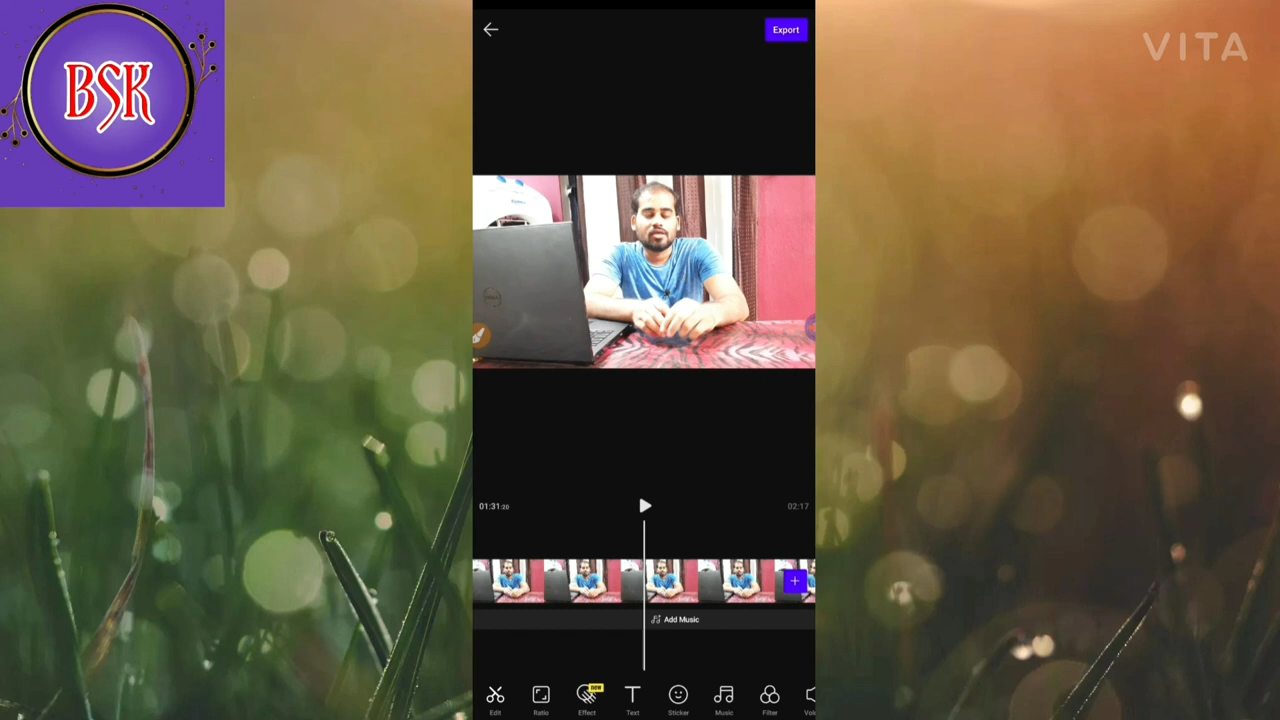 BSK
VITA
Export
01:31:20
02:17
Add Music
new
Edit
Ratio
Effect
Text
Sticker
Music
Filter